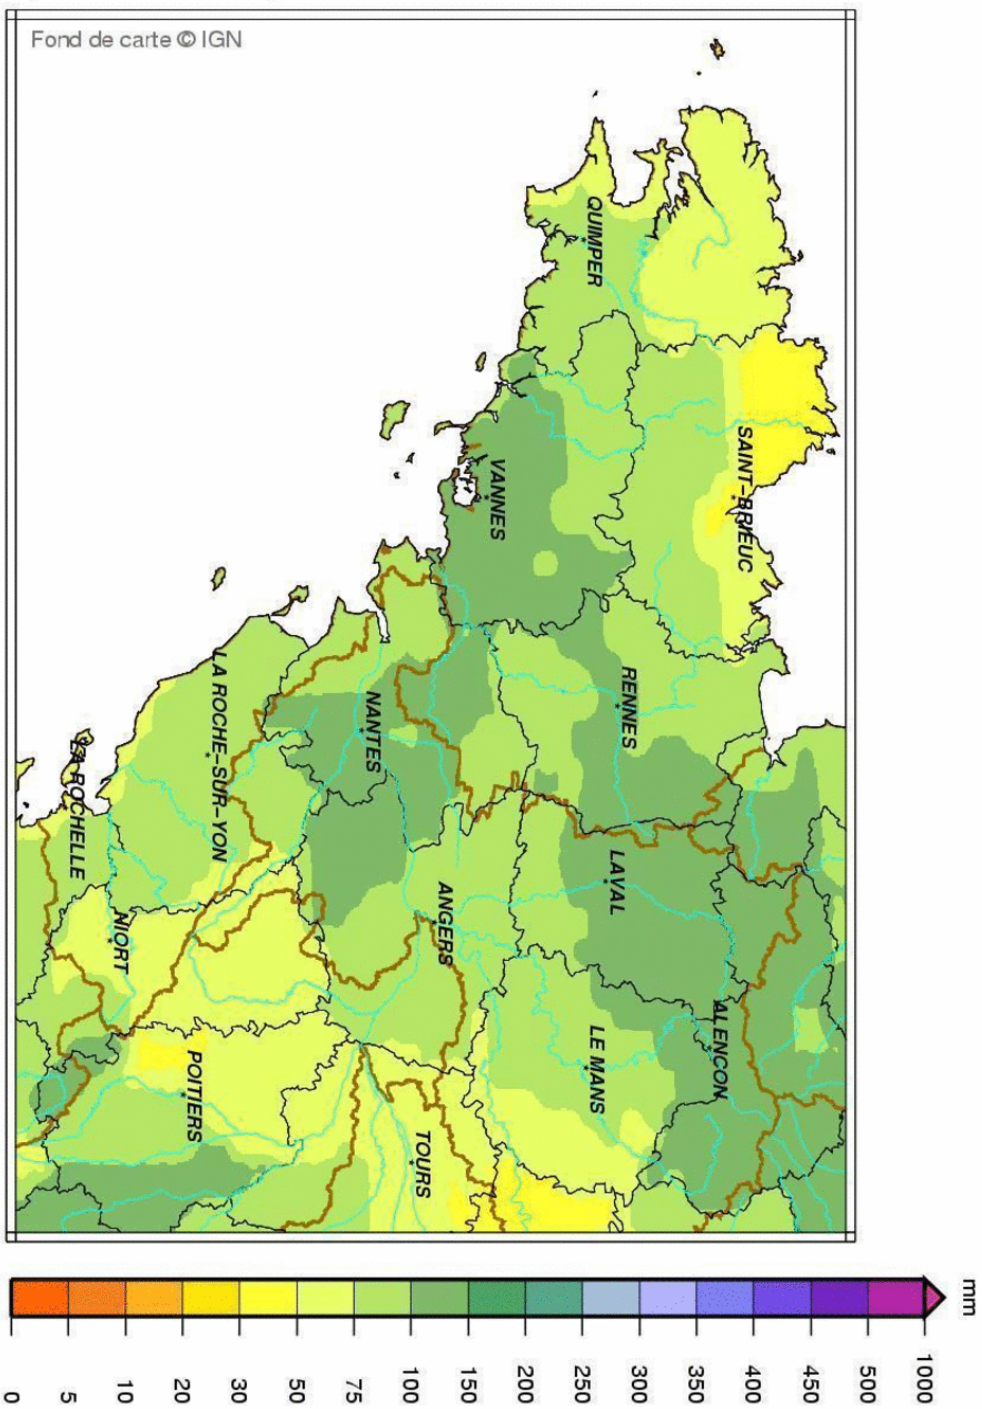 Fond de carte © IGN
QUIMPER
SAINT-BRIEUC
VANNES
RENNES
LA ROCHE-SUR-YON
NANTES
LA ROCHELLE
LAVAL
ANGERS
NIORT
ALENCON
LE MANS
POITIERS
TOURS
mm
0 5 10 20 30 50 75 100 150 200 250 300 350 400 450 500 1000